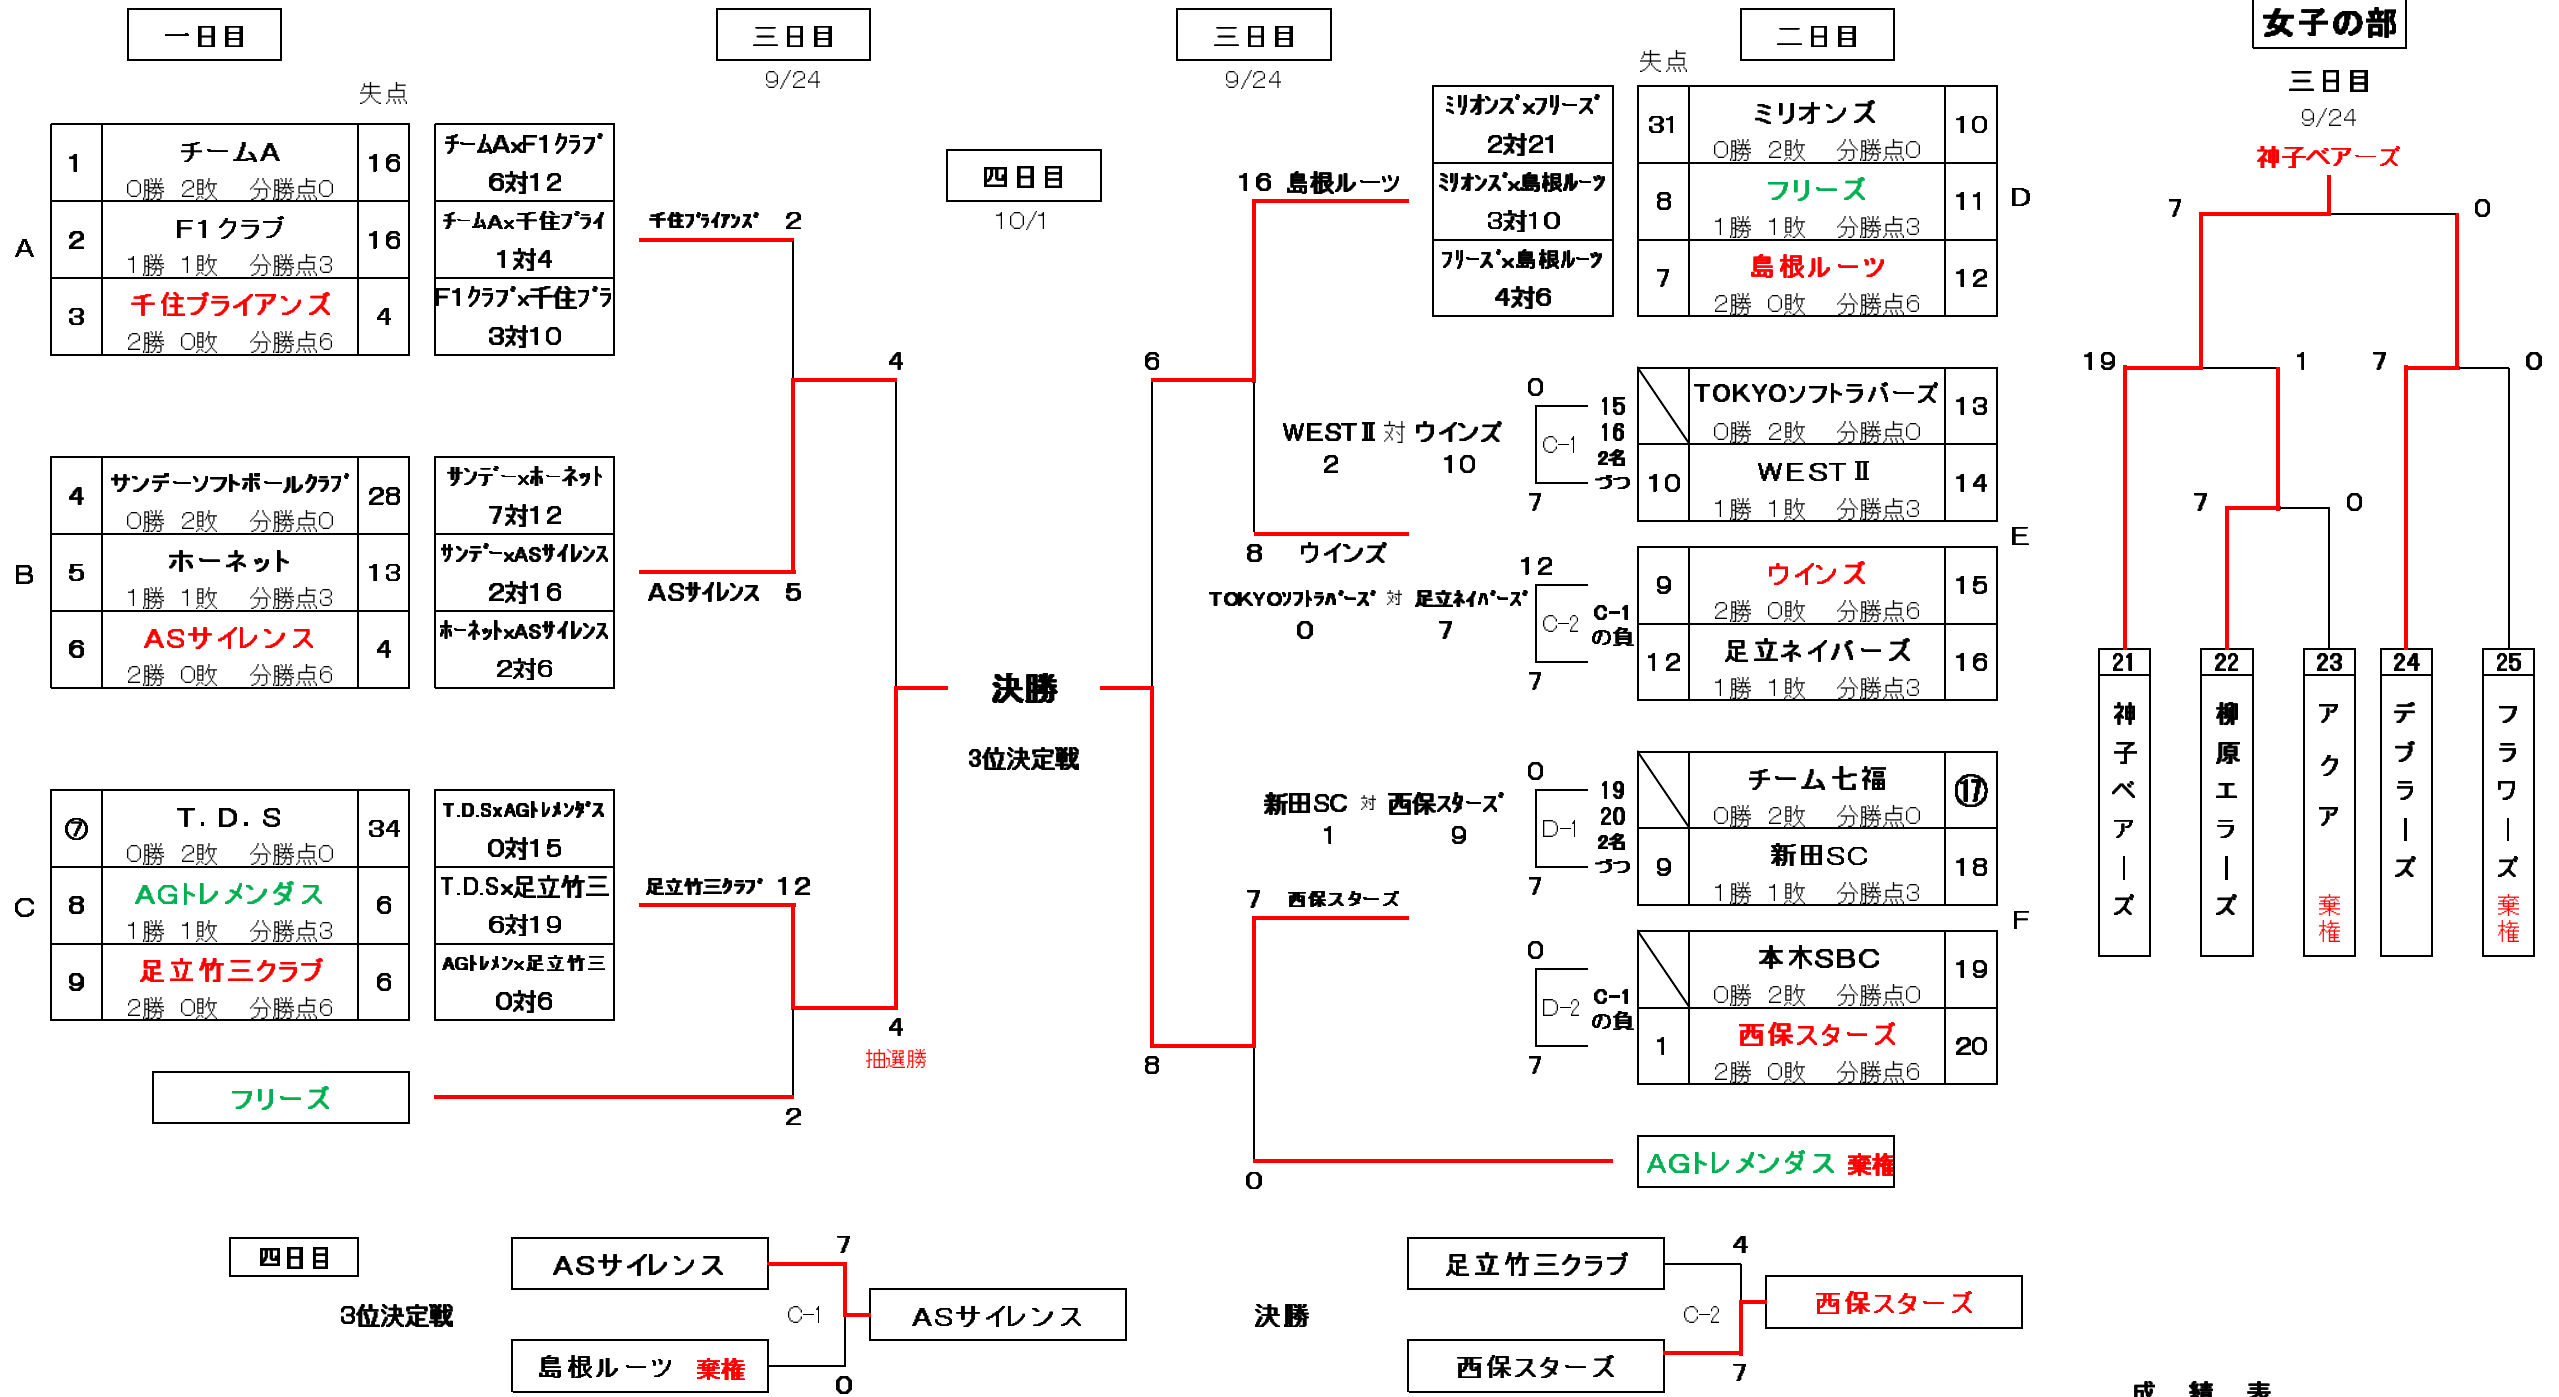 一日目
三日目
9/24
三日目
9/24
二日目
女子の部
三日目
9/24
四日目
10/1
失点
A
1 チームA 16
0勝 2敗 分勝点0
2 F1クラブ 16
1勝 1敗 分勝点3
3 千住ブライアンズ 4
2勝 0敗 分勝点6
チームAxF1クラブ
6対12
チームAx千住ブライ
1対4
F1クラブx千住ブラ
3対10
B
4 サンデーソフトボールクラブ 28
0勝 2敗 分勝点0
5 ホーネット 13
1勝 1敗 分勝点3
6 ASサイレンス 4
2勝 0敗 分勝点6
サンデーxホーネット
7対12
サンデーxASサイレンス
2対16
ホーネットxASサイレンス
2対6
C
⑦ T.D.S 34
0勝 2敗 分勝点0
8 AGトレメンダス 6
1勝 1敗 分勝点3
9 足立竹三クラブ 6
2勝 0敗 分勝点6
T.D.SxAGトレメンダス
0対15
T.D.Sx足立竹三
6対19
AGトレメンx足立竹三
0対6
フリーズ
千住ブライアンズ 2
4
ASサイレンス 5
足立竹三クラブ 12
4
抽選勝
2
決勝
3位決定戦
16 島根ルーツ
6
8 ウインズ
7 西保スターズ
8
0
ミリオンズxフリーズ
2対21
ミリオンズx島根ルーツ
3対10
フリーズx島根ルーツ
4対6
WESTⅡ 対 ウインズ
2 10
TOKYOソフトラバーズ 対 足立ネイバーズ
0 7
新田SC 対 西保スターズ
1 9
0
C-1
7
15
16
2名
づつ
12
C-2
7
C-1
の負
0
D-1
7
19
20
2名
づつ
0
D-2
7
C-1
の負
失点
31 ミリオンズ 10
0勝 2敗 分勝点0
8 フリーズ 11
1勝 1敗 分勝点3
7 島根ルーツ 12
2勝 0敗 分勝点6
D
TOKYOソフトラバーズ 13
0勝 2敗 分勝点0
10 WESTⅡ 14
1勝 1敗 分勝点3
E
9 ウインズ 15
2勝 0敗 分勝点6
12 足立ネイバーズ 16
1勝 1敗 分勝点3
チーム七福 ⑰
0勝 2敗 分勝点0
9 新田SC 18
1勝 1敗 分勝点3
F
本木SBC 19
0勝 2敗 分勝点0
1 西保スターズ 20
2勝 0敗 分勝点6
AGトレメンダス 棄権
神子ベアーズ
7 0
19 1 7 0
7 0
21 22 23 24 25
神子ベアーズ
柳原エラーズ
アクア 棄権
デブラーズ
フラワーズ 棄権
四日目
3位決定戦
ASサイレンス
7
C-1
ASサイレンス
島根ルーツ 棄権
0
決勝
足立竹三クラブ
4
C-2
西保スターズ
西保スターズ
7
成績表